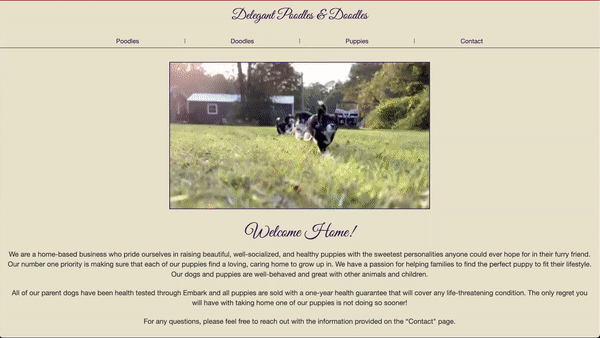 Delegant Poodles & Doodles
Poodles | Doodles | Puppies | Contact
Welcome Home!
We are a home-based business who pride ourselves in raising beautiful, well-socialized, and healthy puppies with the sweetest personalities anyone could ever hope for in their furry friend.
Our number one priority is making sure that each of our puppies find a loving, caring home to grow up in. We have a passion for helping families to find the perfect puppy to fit their lifestyle.
Our dogs and puppies are well-behaved and great with other animals and children.
All of our parent dogs have been health tested through Embark and all puppies are sold with a one-year health guarantee that will cover any life-threatening condition. The only regret you
will have with taking home one of our puppies is not doing so sooner!
For any questions, please feel free to reach out with the information provided on the "Contact" page.